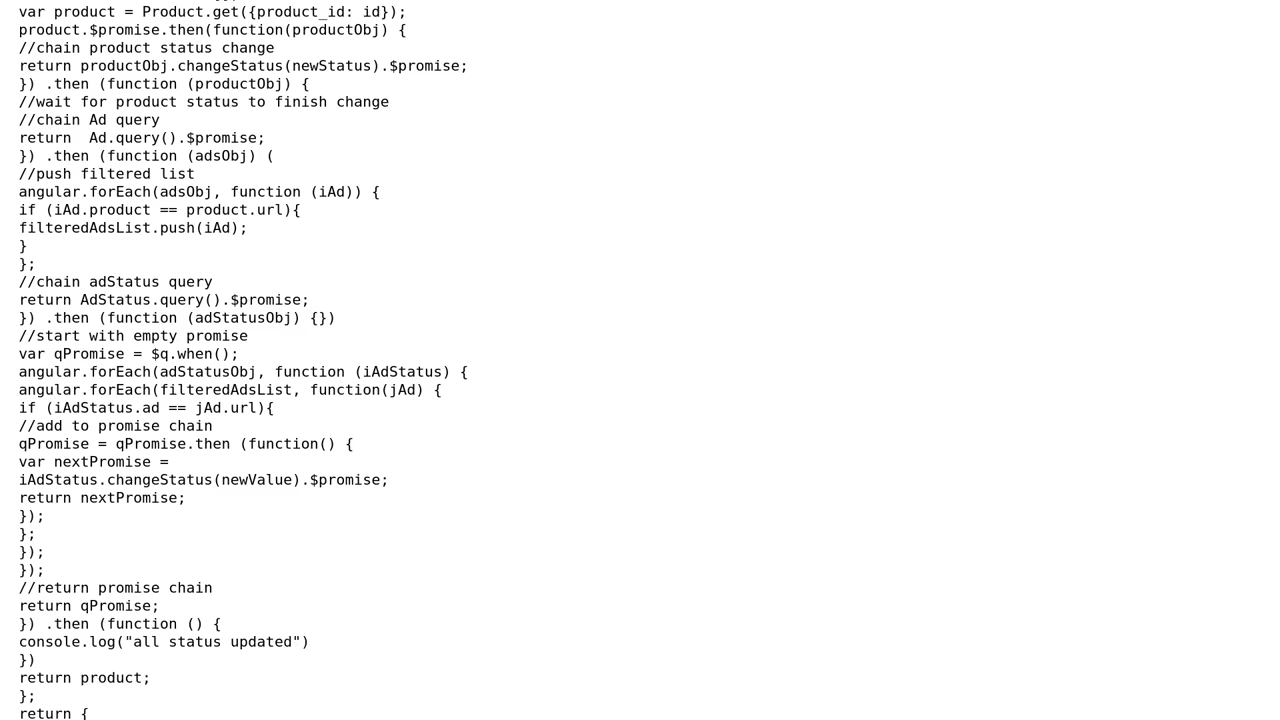 var product = Product.get({product_id: id});
product.$promise.then(function(productObj) {
//chain product status change
return productObj.changeStatus(newStatus).$promise;
}) .then (function (productObj) {
//wait for product status to finish change
//chain Ad query
return  Ad.query().$promise;
}) .then (function (adsObj) (
//push filtered list
angular.forEach(adsObj, function (iAd)) {
if (iAd.product == product.url){
filteredAdsList.push(iAd);
}
};
//chain adStatus query
return AdStatus.query().$promise;
}) .then (function (adStatusObj) {})
//start with empty promise
var qPromise = $q.when();
angular.forEach(adStatusObj, function (iAdStatus) {
angular.forEach(filteredAdsList, function(jAd) {
if (iAdStatus.ad == jAd.url){
//add to promise chain
qPromise = qPromise.then (function() {
var nextPromise =
iAdStatus.changeStatus(newValue).$promise;
return nextPromise;
});
};
});
});
//return promise chain
return qPromise;
}) .then (function () {
console.log("all status updated")
})
return product;
};
return {